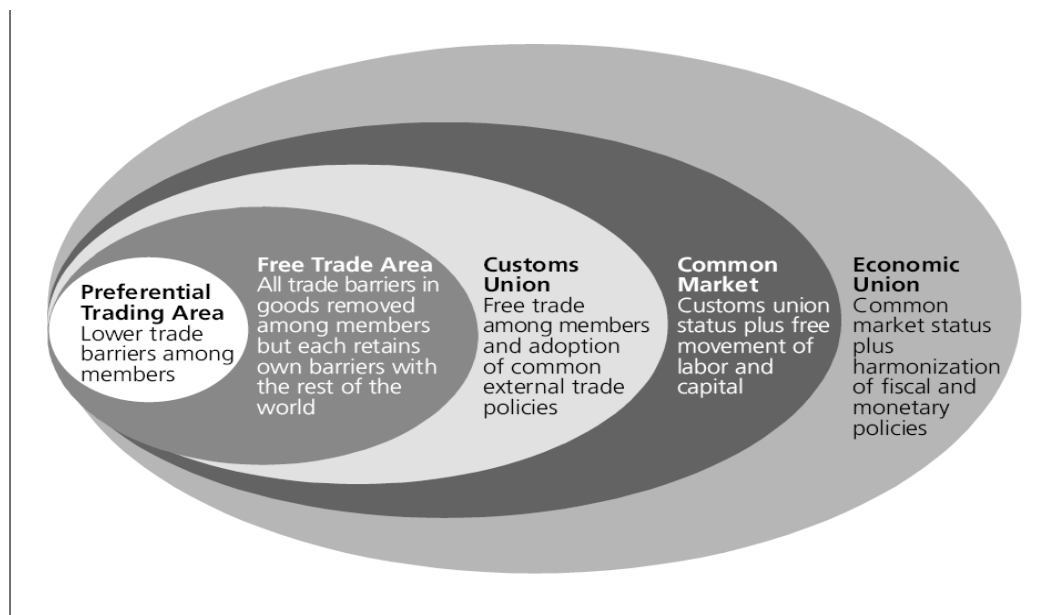 Preferential
Trading Area
Lower trade
barriers among
members
Free Trade Area
All trade barriers in
goods removed
among members
but each retains
own barriers with
the rest of the
world
Customs
Union
Free trade
among members
and adoption
of common
external trade
policies
Common
Market
Customs union
status plus free
movement of
labor and
capital
Economic
Union
Common
market status
plus
harmonization
of fiscal and
monetary
policies